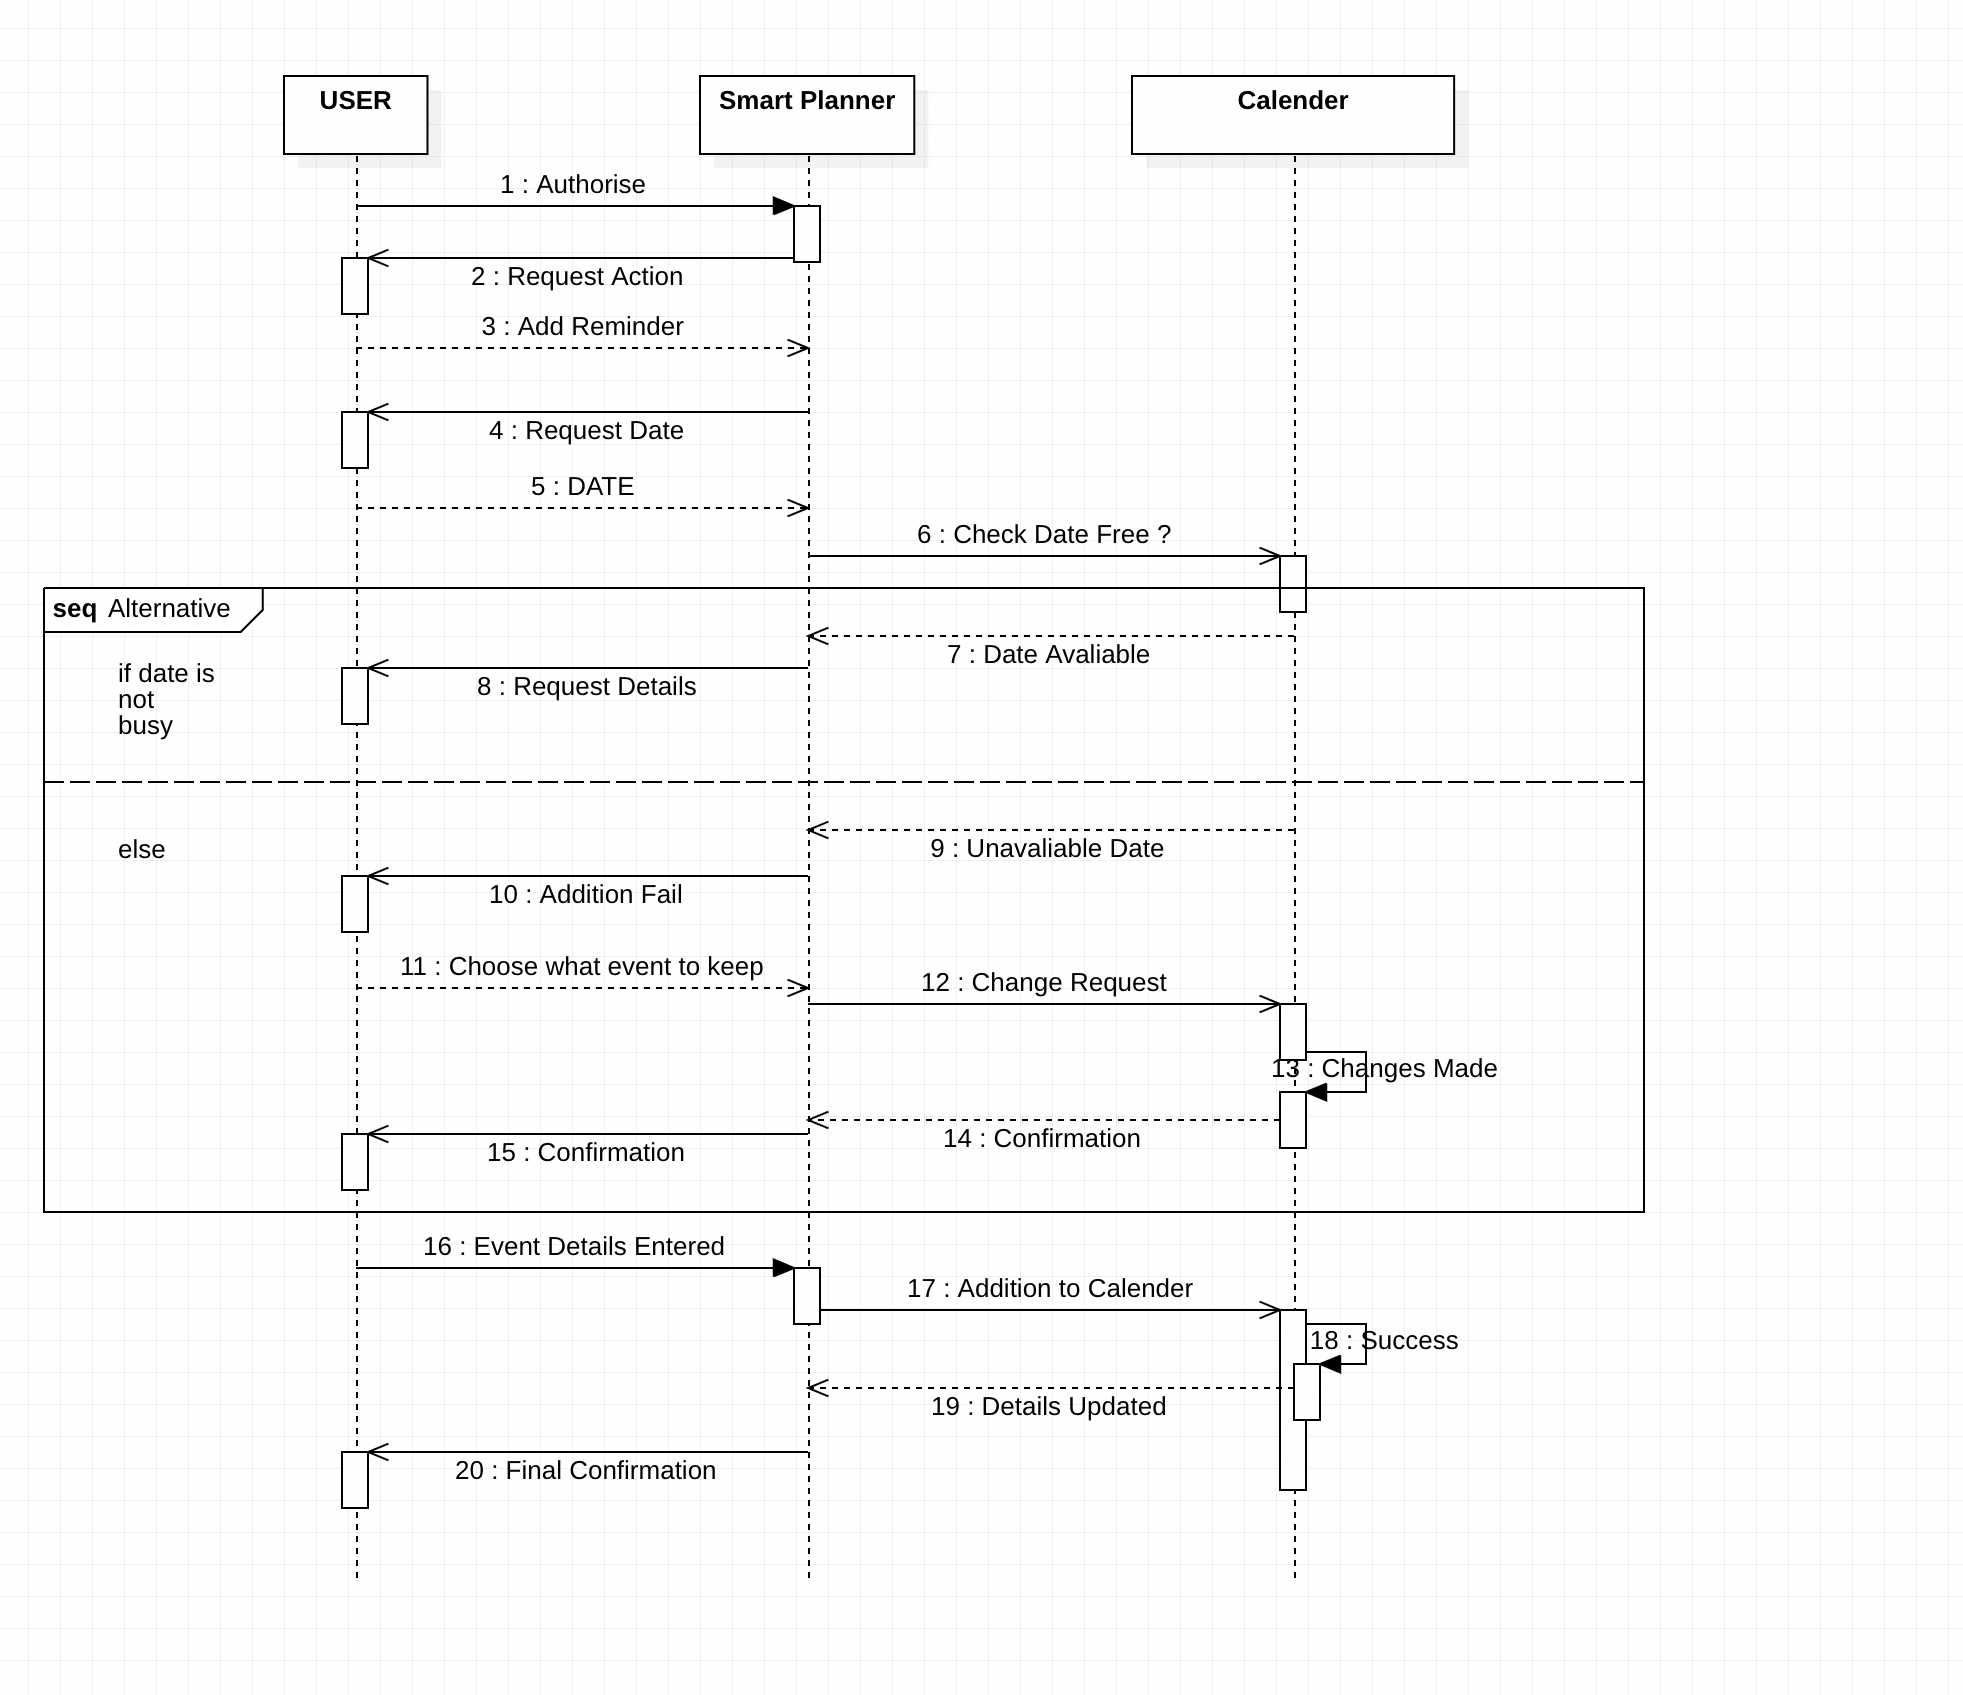 USER
Smart Planner
Calender
1 : Authorise
2 : Request Action
3 : Add Reminder
4 : Request Date
5 : DATE
6 : Check Date Free ?
seq Alternative
7 : Date Avaliable
if date is
not
busy
8 : Request Details
9 : Unavaliable Date
else
10 : Addition Fail
11 : Choose what event to keep
12 : Change Request
13 : Changes Made
14 : Confirmation
15 : Confirmation
16 : Event Details Entered
17 : Addition to Calender
18 : Success
19 : Details Updated
20 : Final Confirmation